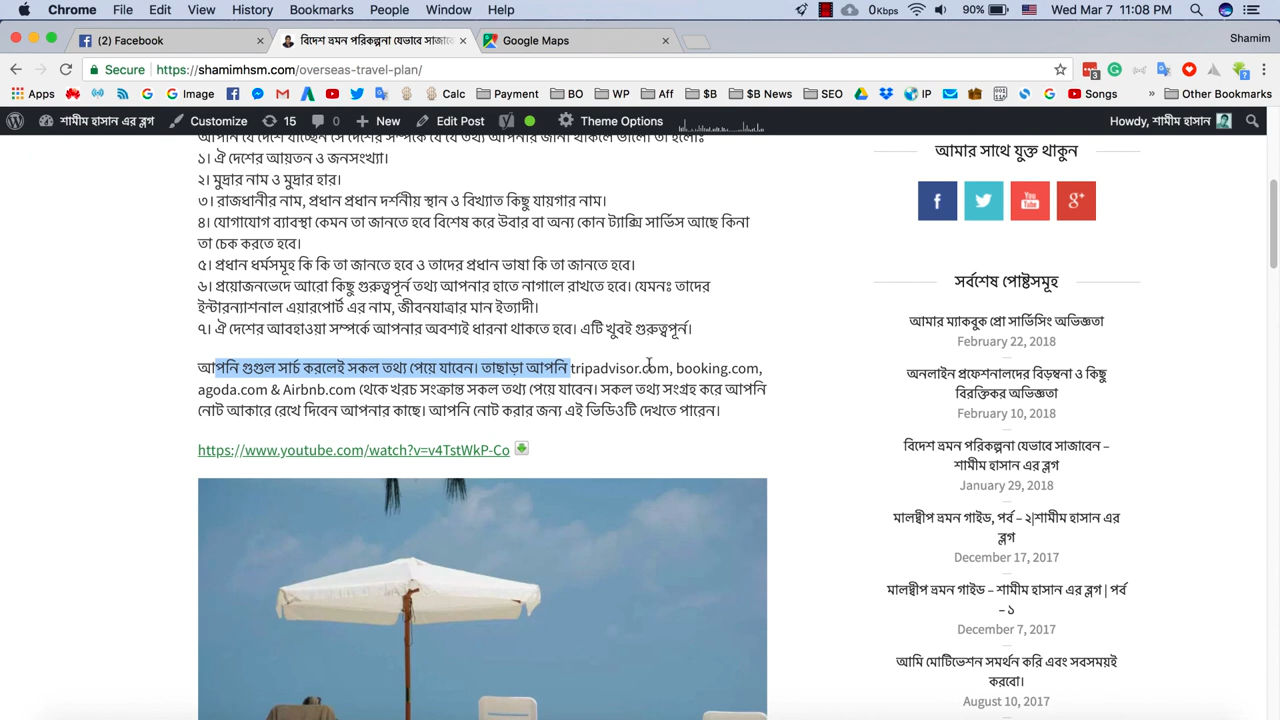 Chrome File Edit View History Bookmarks People Window Help 0Kbps 90% Wed Mar 7 11:08 PM Shamim
(2) Facebook
বিদেশ ভ্রমন পরিকল্পনা যেভাবে সাজাবে
Google Maps
Shamim
Secure https://shamimhsm.com/overseas-travel-plan/
Apps Image Calc Payment BO WP Aff $B $B News SEO IP Songs Other Bookmarks
শামীম হাসান এর ব্লগ Customize 15 0 New Edit Post Theme Options Howdy, শামীম হাসান
আপনি যে দেশে যাচ্ছেন সে দেশের সম্পর্কে যে যে তথ্য আপনার জানা থাকলে ভালো তা হলোঃ
১। ঐ দেশের আয়তন ও জনসংখ্যা।
২। মুদ্রার নাম ও মুদ্রার হার।
৩। রাজধানীর নাম, প্রধান প্রধান দর্শনীয় স্থান ও বিখ্যাত কিছু যায়গার নাম।
৪। যোগাযোগ ব্যাবস্থা কেমন তা জানতে হবে বিশেষ করে উবার বা অন্য কোন ট্যাক্সি সার্ভিস আছে কিনা
তা চেক করতে হবে।
৫। প্রধান ধর্মসমূহ কি কি তা জানতে হবে ও তাদের প্রধান ভাষা কি তা জানতে হবে।
৬। প্রয়োজনভেদে আরো কিছু গুরুত্বপূর্ন তথ্য আপনার হাতে নাগালে রাখতে হবে। যেমনঃ তাদের
ইন্টারন্যাশনাল এয়ারপোর্ট এর নাম, জীবনযাত্রার মান ইত্যাদী।
৭। ঐ দেশের আবহাওয়া সম্পর্কে আপনার অবশ্যই ধারনা থাকতে হবে। এটি খুবই গুরুত্বপূর্ন।
আপনি গুগুল সার্চ করলেই সকল তথ্য পেয়ে যাবেন। তাছাড়া আপনি tripadvisor.com, booking.com,
agoda.com & Airbnb.com থেকে খরচ সংক্রান্ত সকল তথ্য পেয়ে যাবেন। সকল তথ্য সংগ্রহ করে আপনি
নোট আকারে রেখে দিবেন আপনার কাছে। আপনি নোট করার জন্য এই ভিডিওটি দেখতে পারেন।
https://www.youtube.com/watch?v=v4TstWkP-Co
আমার সাথে যুক্ত থাকুন
সর্বশেষ পোষ্টসমূহ
আমার ম্যাকবুক প্রো সার্ভিসিং অভিজ্ঞতা
February 22, 2018
অনলাইন প্রফেশনালদের বিড়ম্বনা ও কিছু
বিরক্তিকর অভিজ্ঞতা
February 10, 2018
বিদেশ ভ্রমন পরিকল্পনা যেভাবে সাজাবেন –
শামীম হাসান এর ব্লগ
January 29, 2018
মালদ্বীপ ভ্রমন গাইড, পর্ব – ২|শামীম হাসান এর
ব্লগ
December 17, 2017
মালদ্বীপ ভ্রমন গাইড – শামীম হাসান এর ব্লগ | পর্ব
– ১
December 7, 2017
আমি মোটিভেশন সমর্থন করি এবং সবসময়ই
করবো।
August 10, 2017